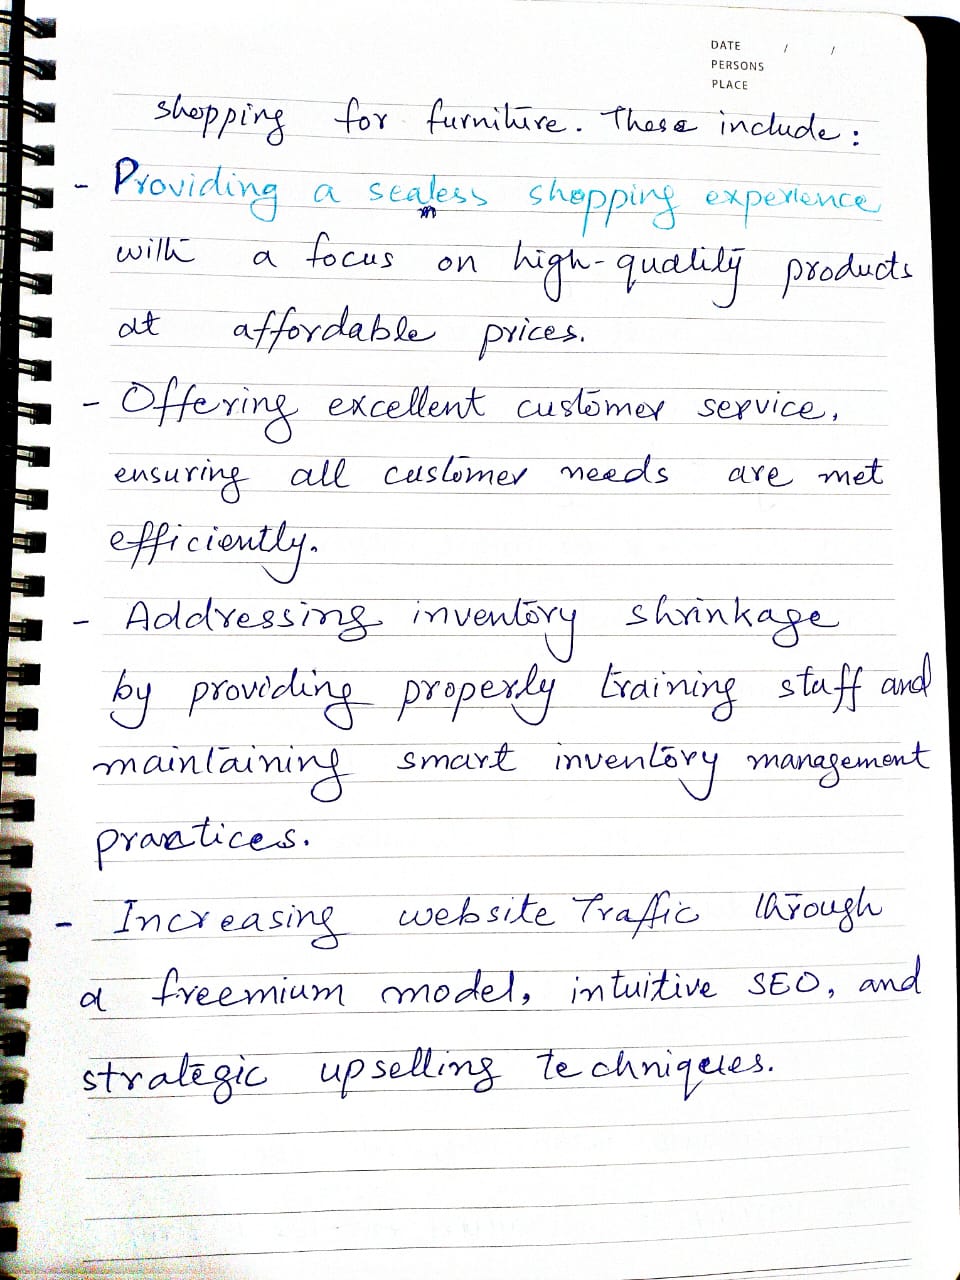 DATE / /
PERSONS
PLACE
shopping for furniture. These include:
- Providing a seamless shopping experience
with a focus on high-quality products
at affordable prices.
- Offering excellent customer service,
ensuring all customer needs are met
efficiently.
- Addressing inventory shrinkage
by providing properly training staff and
maintaining smart inventory management
practices.
- Increasing website Traffic through
a freemium model, intuitive SEO, and
strategic upselling techniques.